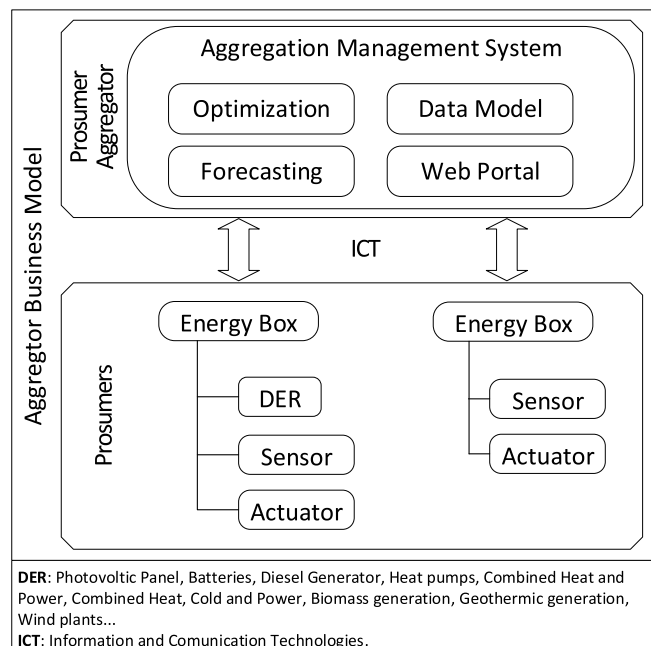 Aggregtor Business Model
Prosumer
Aggregator
Aggregation Management System
Optimization
Data Model
Forecasting
Web Portal
ICT
Prosumers
Energy Box
DER
Sensor
Actuator
Energy Box
Sensor
Actuator
DER: Photovoltic Panel, Batteries, Diesel Generator, Heat pumps, Combined Heat and
Power, Combined Heat, Cold and Power, Biomass generation, Geothermic generation,
Wind plants...
ICT: Information and Comunication Technologies.